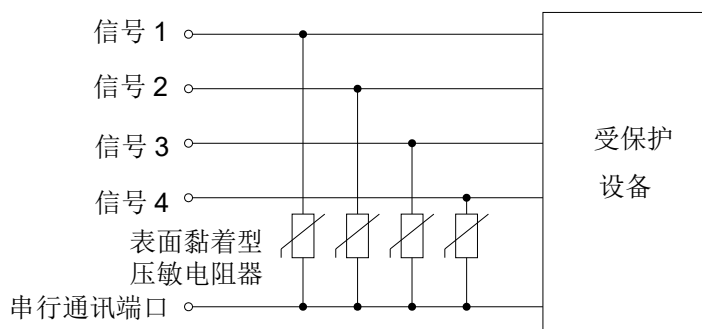 信号 1
信号 2
信号 3
信号 4
受保护
设备
表面黏着型
压敏电阻器
串行通讯端口